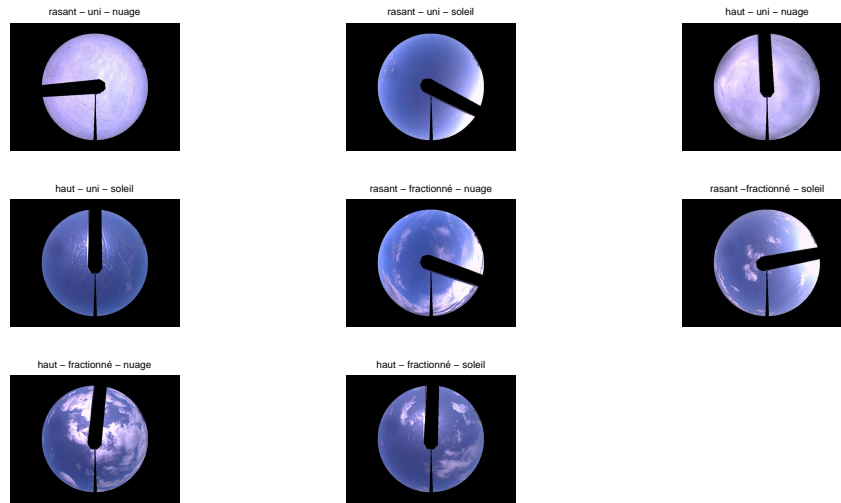 rasant – uni – nuage
rasant – uni – soleil
haut – uni – nuage
haut – uni – soleil
rasant – fractionné – nuage
rasant –fractionné – soleil
haut – fractionné – nuage
haut – fractionné – soleil